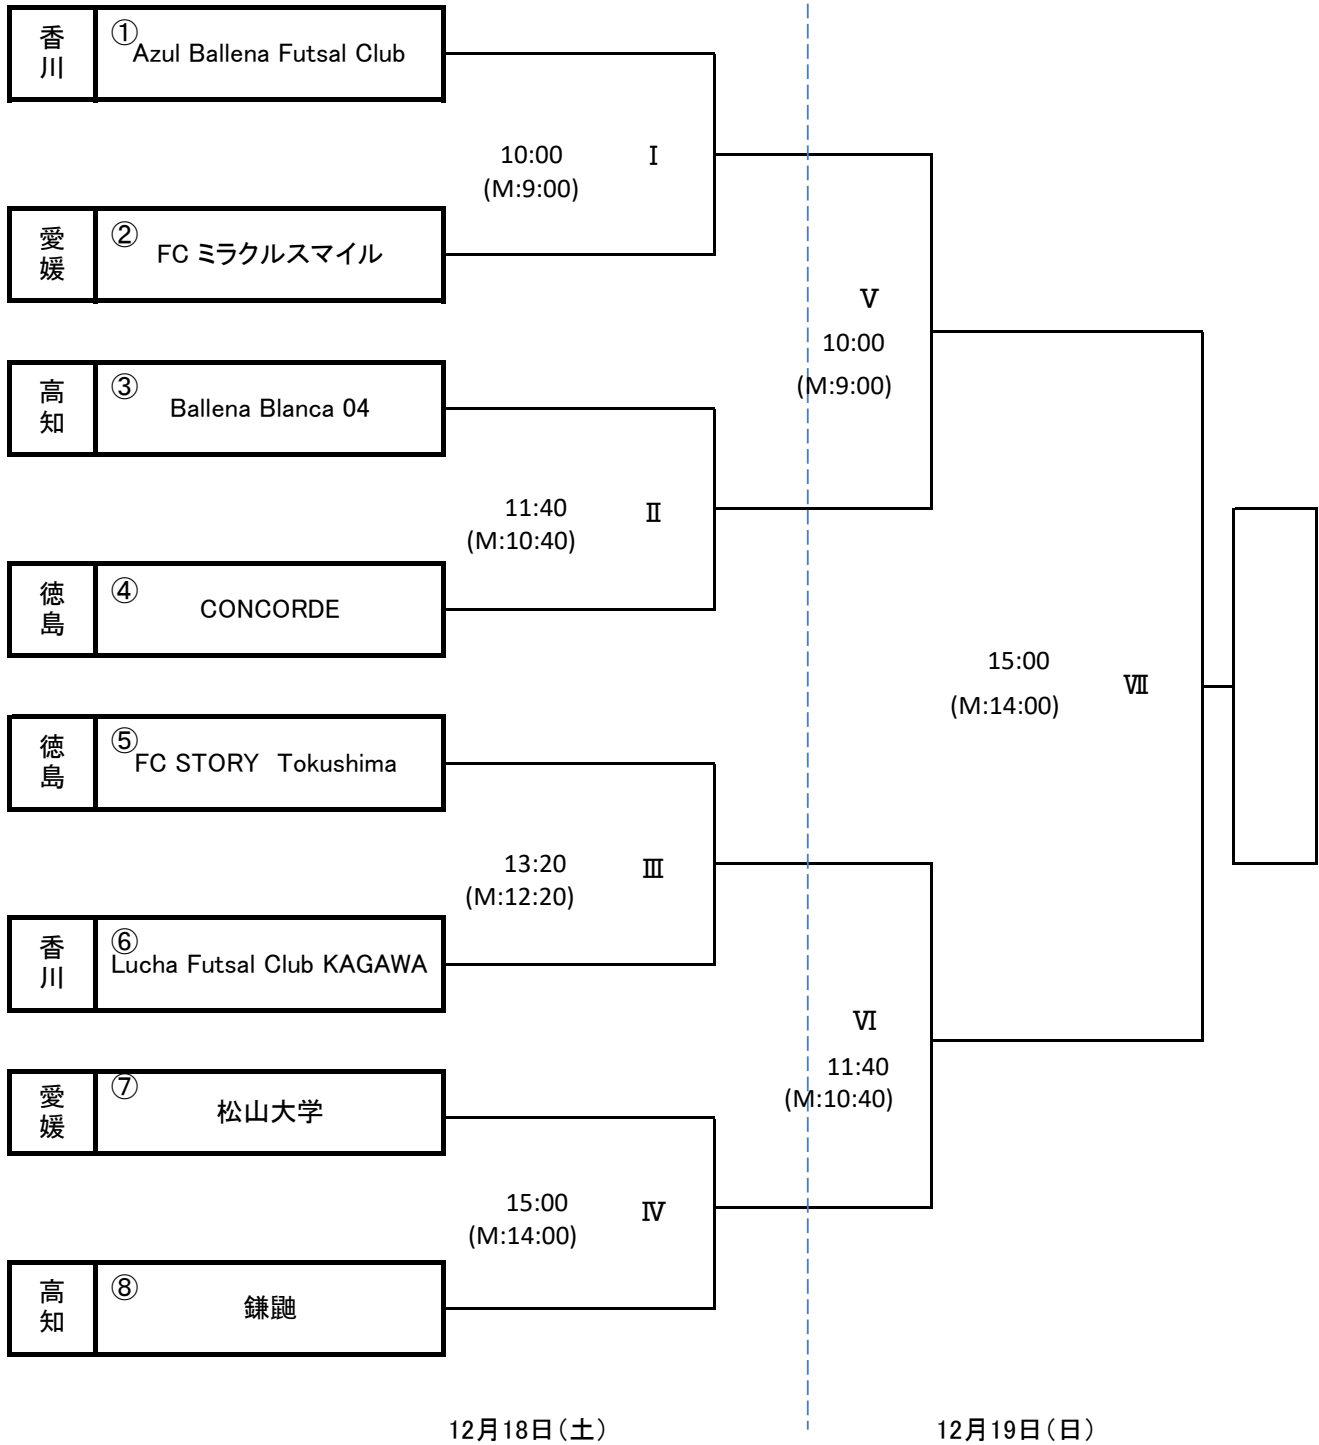 香川
①
Azul Ballena Futsal Club
10:00
(M:9:00)
Ⅰ
愛媛
②
FC ミラクルスマイル
Ⅴ
10:00
(M:9:00)
高知
③
Ballena Blanca 04
11:40
(M:10:40)
Ⅱ
徳島
④
CONCORDE
15:00
(M:14:00)
Ⅶ
徳島
⑤
FC STORY　Tokushima
13:20
(M:12:20)
Ⅲ
香川
⑥
Lucha Futsal Club KAGAWA
Ⅵ
11:40
(M:10:40)
愛媛
⑦
松山大学
15:00
(M:14:00)
Ⅳ
高知
⑧
鎌鼬
12月18日（土）
12月19日（日）